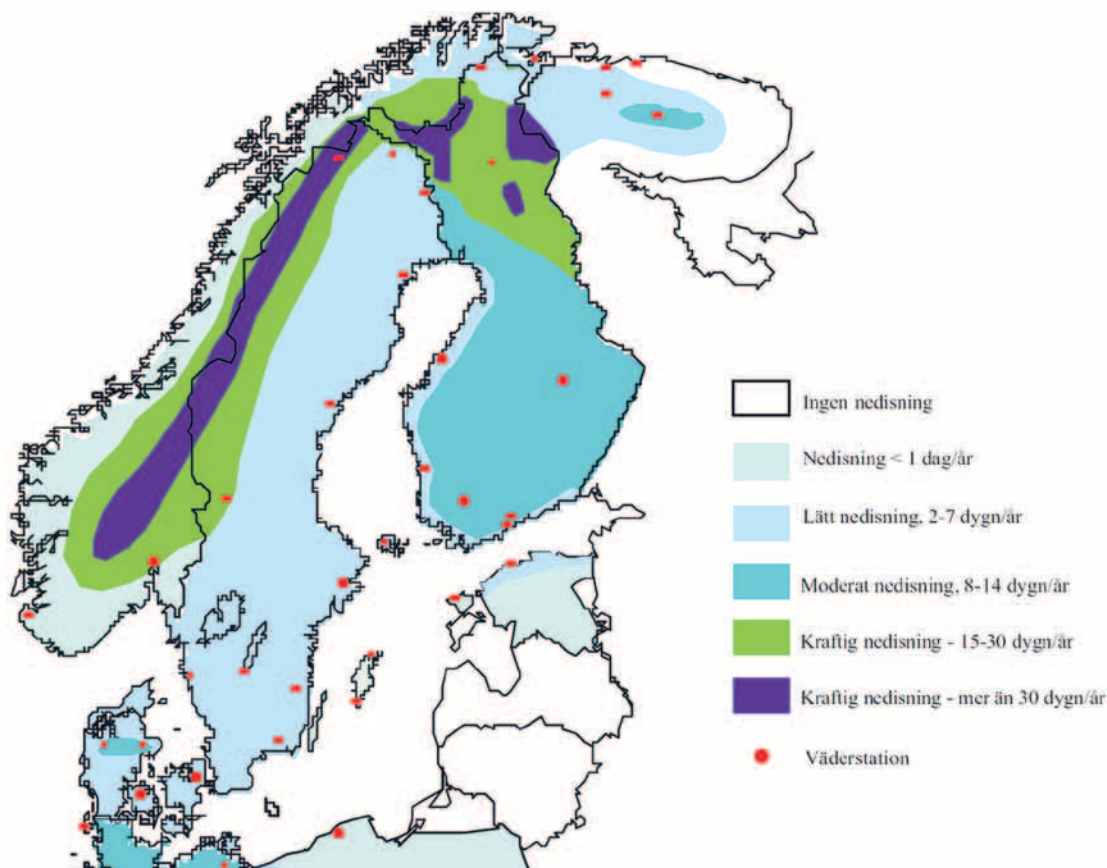 Ingen nedisning
Nedisning < 1 dag/år
Lätt nedisning, 2-7 dygn/år
Moderat nedisning, 8-14 dygn/år
Kraftig nedisning - 15-30 dygn/år
Kraftig nedisning - mer än 30 dygn/år
Väderstation